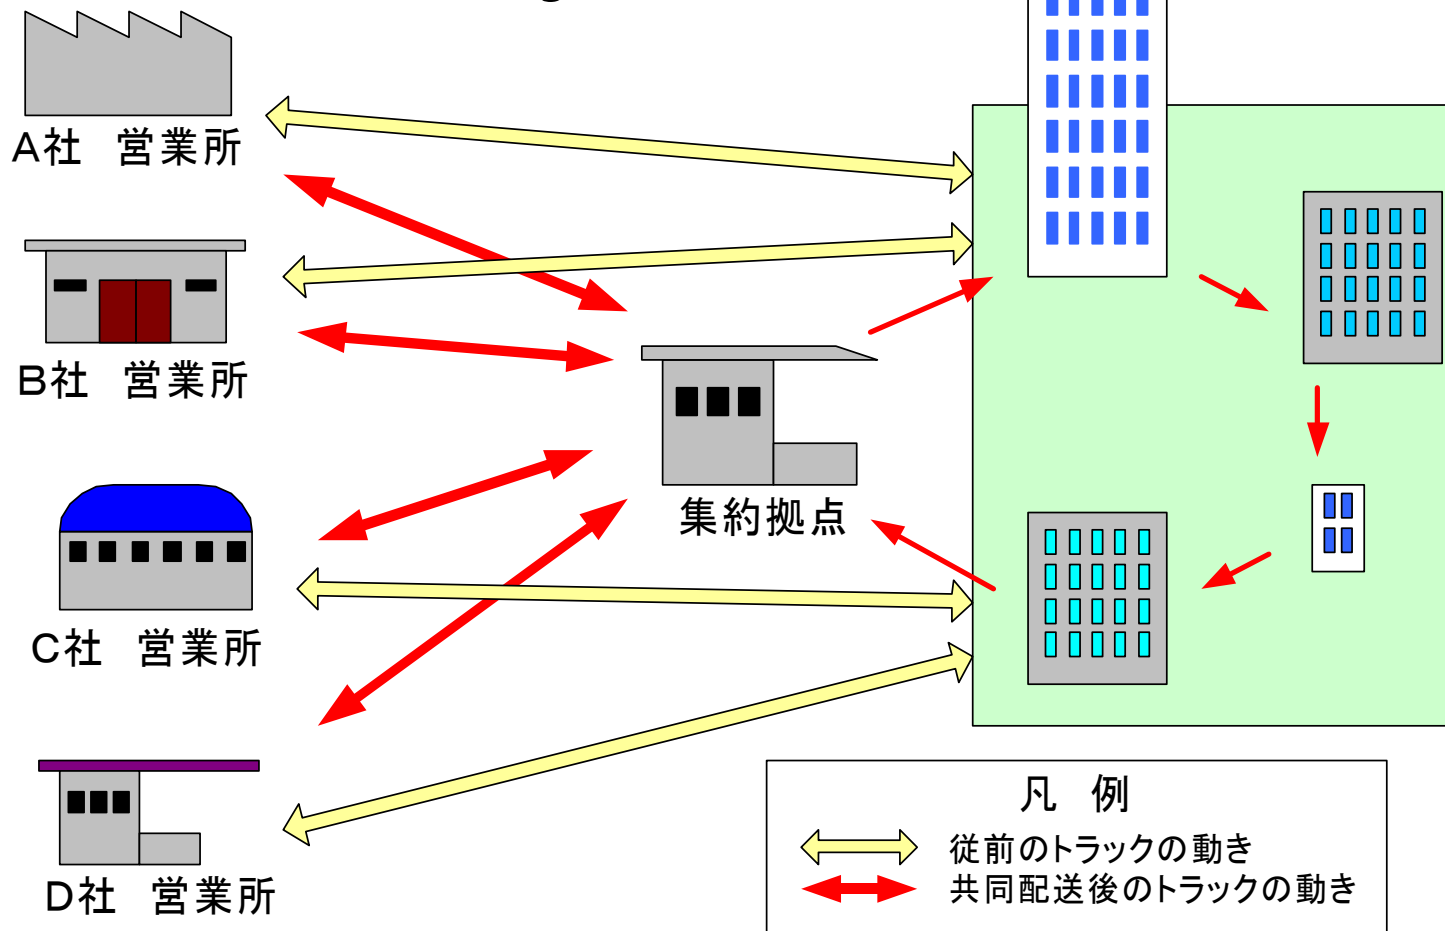 A社　営業所
B社　営業所
集約拠点
C社　営業所
D社　営業所
凡　例
従前のトラックの動き
共同配送後のトラックの動き